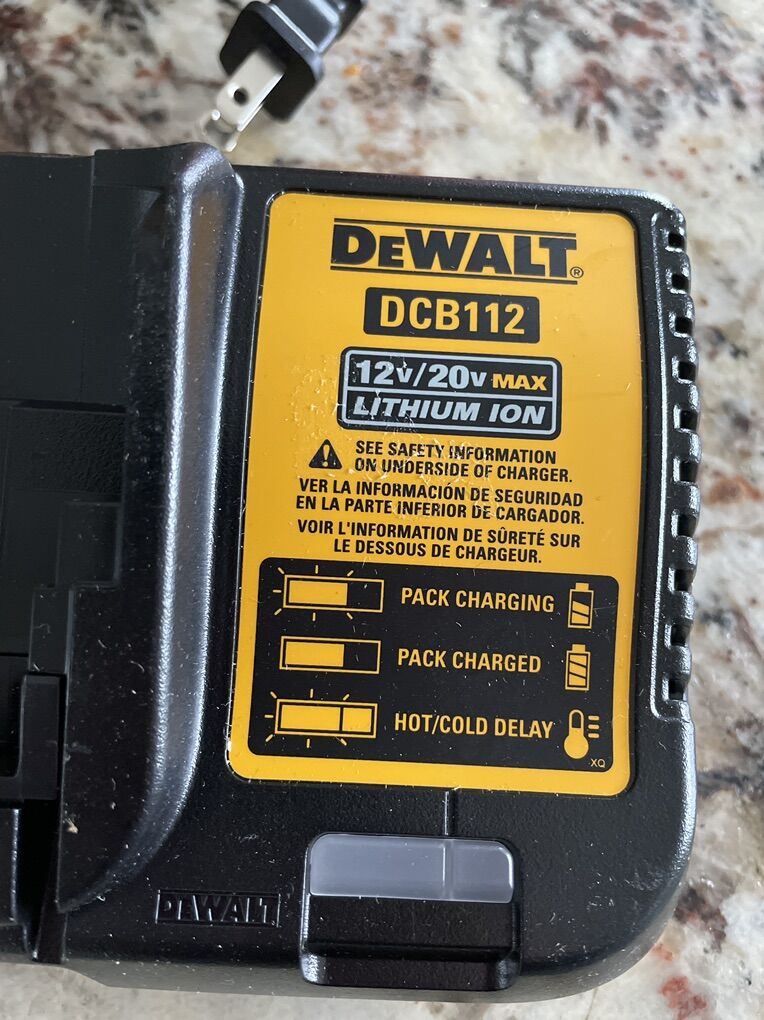 DEWALT®
DCB112
12V/20V MAX
LITHIUM ION
SEE SAFETY INFORMATION
ON UNDERSIDE OF CHARGER.
VER LA INFORMACIÓN DE SEGURIDAD
EN LA PARTE INFERIOR DE CARGADOR.
VOIR L'INFORMATION DE SÛRETÉ SUR
LE DESSOUS DE CHARGEUR.
PACK CHARGING
PACK CHARGED
HOT/COLD DELAY
XQ
DEWALT